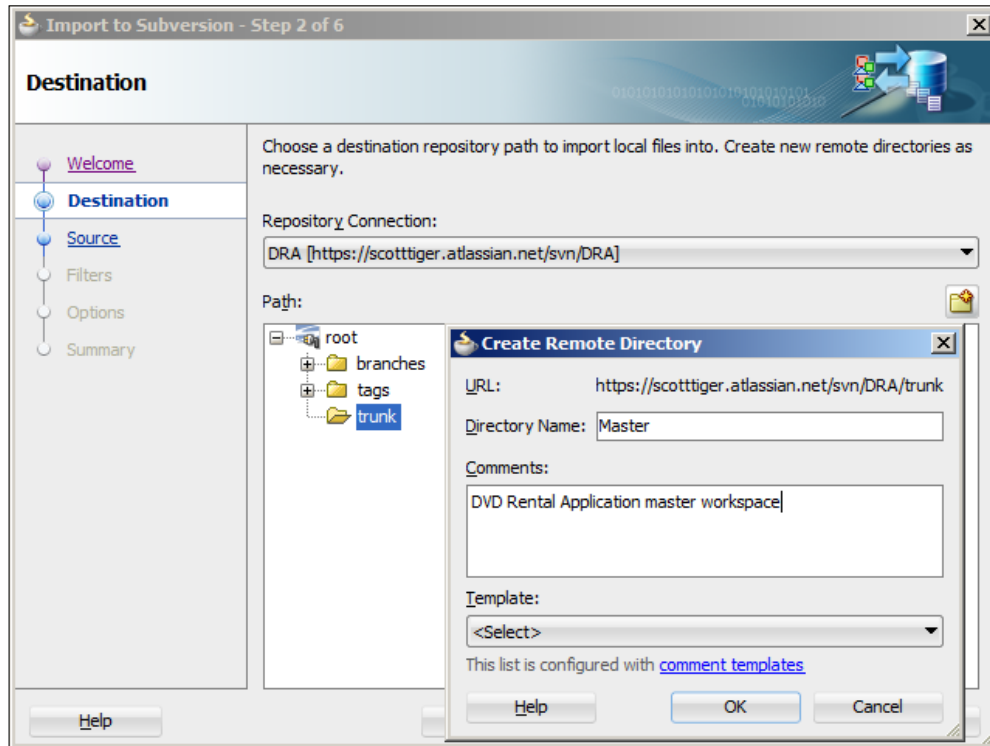 Import to Subversion - Step 2 of 6
Destination
Welcome
Destination
Source
Filters
Options
Summary
Choose a destination repository path to import local files into. Create new remote directories as
necessary.
Repository Connection:
DRA [https://scotttiger.atlassian.net/svn/DRA]
Path:
root
branches
tags
trunk
Create Remote Directory
URL: https://scotttiger.atlassian.net/svn/DRA/trunk
Directory Name: Master
Comments:
DVD Rental Application master workspace
Template:
<Select>
This list is configured with comment templates
Help OK Cancel
Help